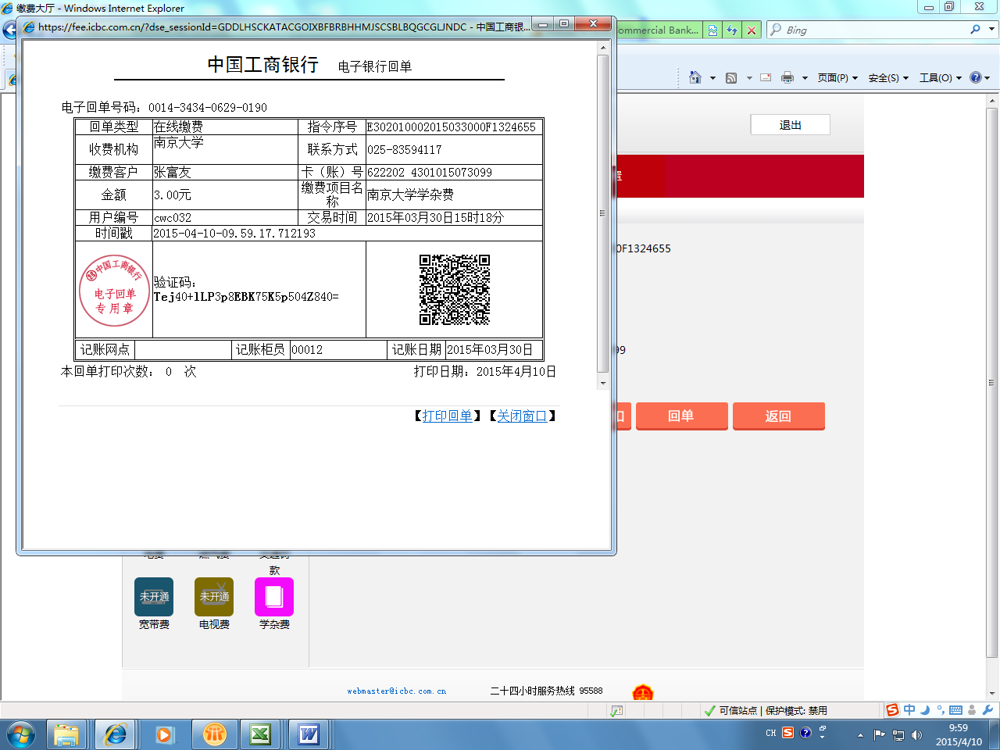 缴费大厅 - Windows Internet Explorer
https://fee.icbc.com.cn/?dse_sessionId=GDDLHSCKATACGOIXBFBRBHHMJSCSBLBQGCGLJNDC - 中国工商银...
ommercial Bank...
Bing
页面(P) 安全(S) 工具(O)
中国工商银行 电子银行回单
电子回单号码：0014-3434-0629-0190
回单类型 在线缴费 指令序号 E302010002015033000F1324655
收费机构 南京大学 联系方式 025-83594117
缴费客户 张富友 卡（账）号 622202 4301015073099
金额 3.00元 缴费项目名称 南京大学学杂费
用户编号 cwc032 交易时间 2015年03月30日15时18分
时间戳 2015-04-10-09.59.17.712193
中国工商银行
电子回单
专用章
验证码：
Tej40+lLP3p8EBK75K5p504Z840=
记账网点 记账柜员 00012 记账日期 2015年03月30日
本回单打印次数： 0 次 打印日期：2015年4月10日
【打印回单】 【关闭窗口】
退出
0F1324655
99
回单 返回
款
未开通 未开通
宽带费 电视费 学杂费
webmaster@icbc.com.cn 二十四小时服务热线 95588
可信站点 | 保护模式: 禁用
中
CH
9:59
2015/4/10